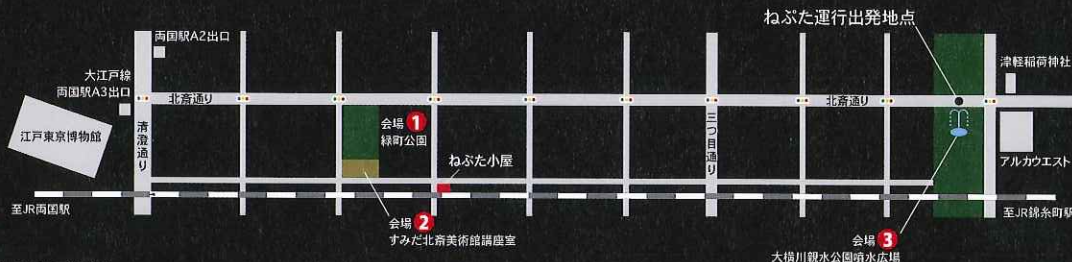 ねぷた運行出発地点
両国駅A2出口
大江戸線
両国駅A3出口
津軽稲荷神社
北斎通り
北斎通り
江戸東京博物館
清澄通り
会場 1
緑町公園
三つ目通り
ねぷた小屋
アルカウエスト
至JR両国駅
会場 2
すみだ北斎美術館講座室
会場 3
大横川親水公園噴水広場
至JR錦糸町駅